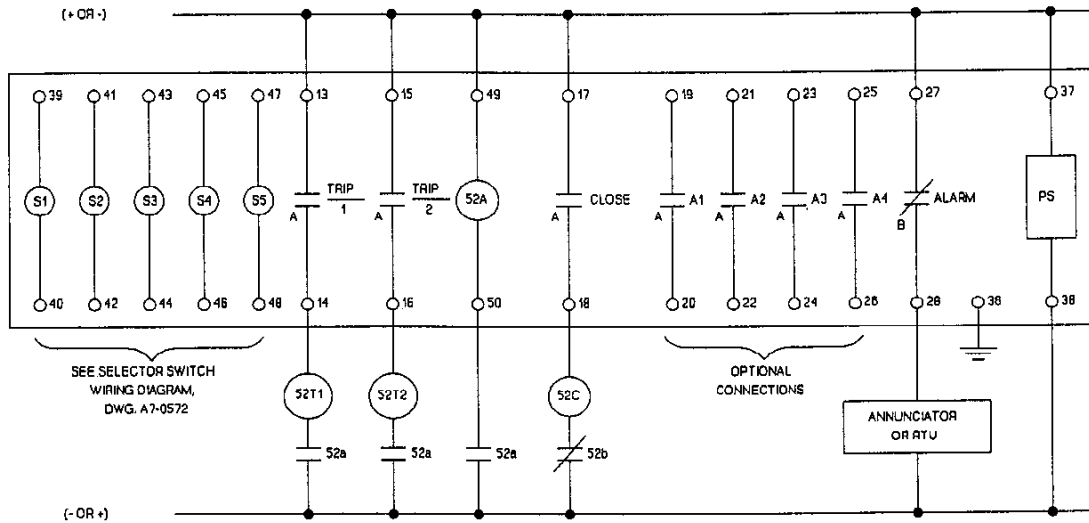 (+ OR -)
39 41 43 45 47 13 15 49 17 19 21 23 25 27 37
S1 S2 S3 S4 S5 TRIP 1 A TRIP 2 A 52A CLOSE A A1 A A2 A A3 A A4 A ALARM B PS
40 42 44 46 48 14 16 50 18 20 22 24 26 28 36 38
SEE SELECTOR SWITCH
WIRING DIAGRAM,
DWG. A7-0572
OPTIONAL
CONNECTIONS
52T1 52T2 52C
ANNUNCIATOR
OR RTU
52a 52a 52a 52b
(- OR +)